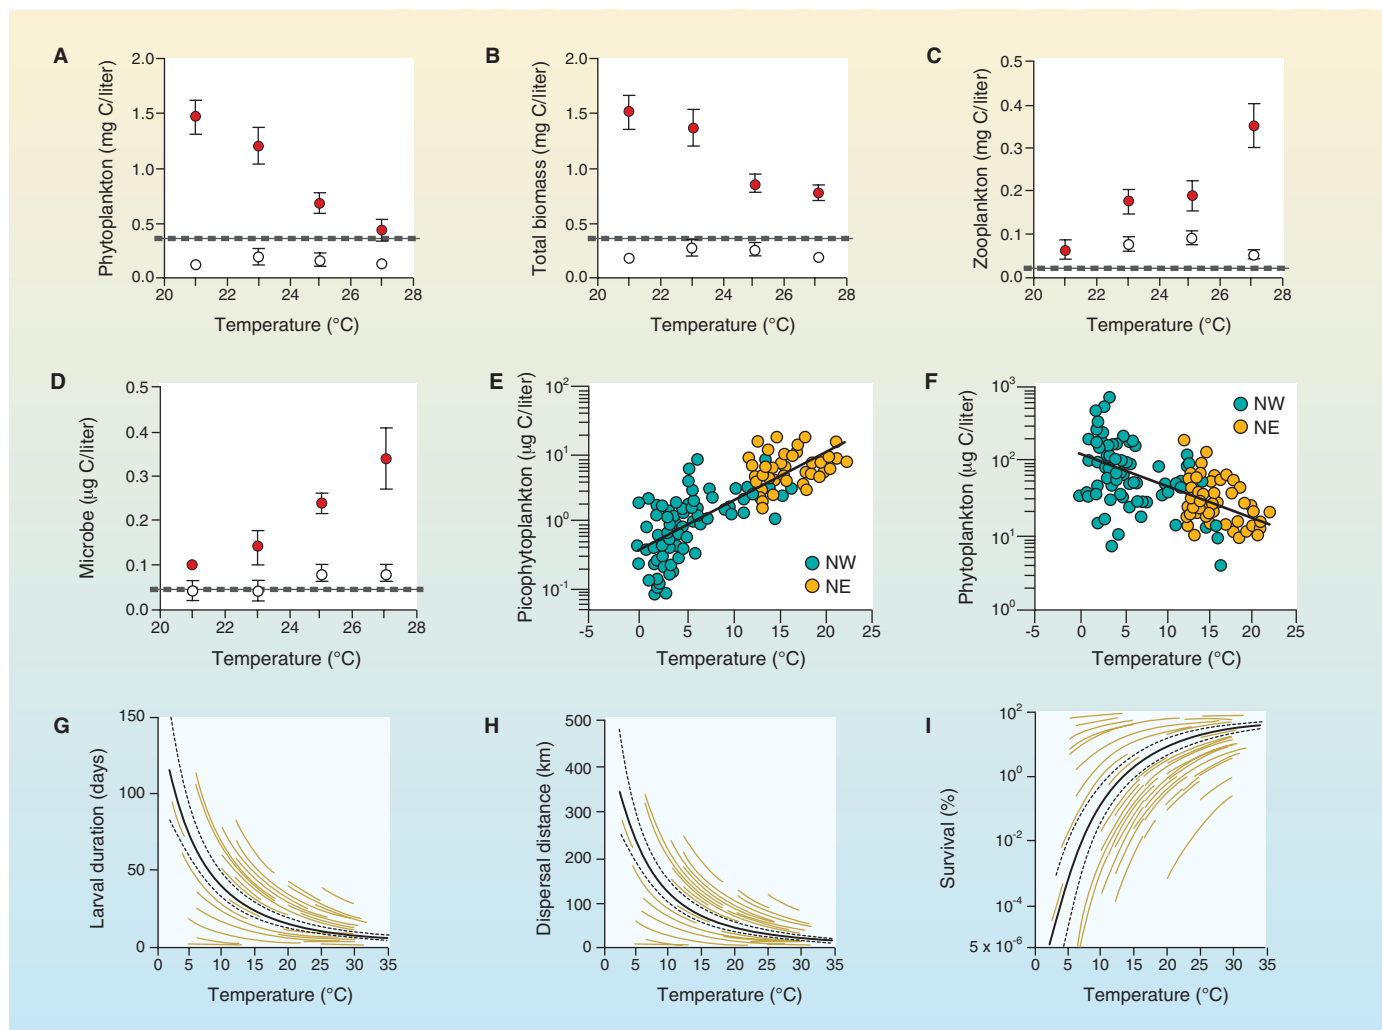 A
Phytoplankton (mg C/liter)
2.0
1.5
1.0
0.5
0.0
20 22 24 26 28
Temperature (°C)
B
Total biomass (mg C/liter)
2.0
1.5
1.0
0.5
0.0
20 22 24 26 28
Temperature (°C)
C
Zooplankton (mg C/liter)
0.5
0.4
0.3
0.2
0.1
0.0
20 22 24 26 28
Temperature (°C)
D
Microbe (µg C/liter)
0.5
0.4
0.3
0.2
0.1
0.0
20 22 24 26 28
Temperature (°C)
E
Picophytoplankton (µg C/liter)
10²
10¹
10⁰
10⁻¹
NW
NE
-5 0 5 10 15 20 25
Temperature (°C)
F
Phytoplankton (µg C/liter)
10³
10²
10¹
10⁰
NW
NE
-5 0 5 10 15 20 25
Temperature (°C)
G
Larval duration (days)
150
100
50
0
0 5 10 15 20 25 30 35
Temperature (°C)
H
Dispersal distance (km)
500
400
300
200
100
0
0 5 10 15 20 25 30 35
Temperature (°C)
I
Survival (%)
10²
10⁰
10⁻²
10⁻⁴
5 x 10⁻⁶
0 5 10 15 20 25 30 35
Temperature (°C)